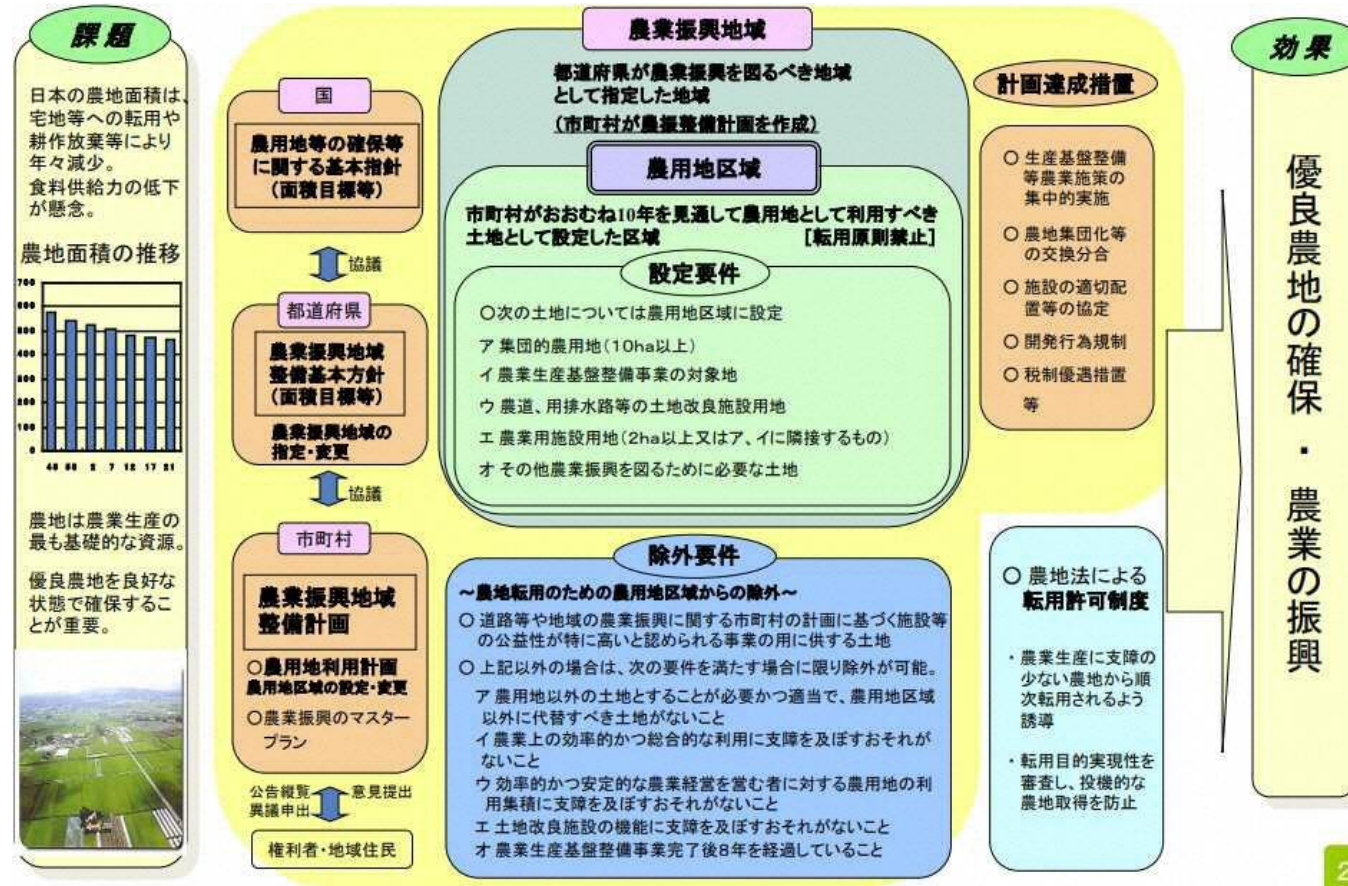 課題
日本の農地面積は、
宅地等への転用や
耕作放棄等により
年々減少。
食料供給力の低下
が懸念。
農地面積の推移
700
600
500
400
300
200
100
0
2 7 12 17 21
農地は農業生産の
最も基礎的な資源。
優良農地を良好な
状態で確保するこ
とが重要。
国
農用地等の確保等
に関する基本指針
(面積目標等)
協議
都道府県
農業振興地域
整備基本方針
(面積目標等)
農業振興地域の
指定・変更
協議
市町村
農業振興地域
整備計画
○農用地利用計画
農用地区域の設定・変更
○農業振興のマスター
プラン
公告縦覧
異議申出
意見提出
権利者・地域住民
農業振興地域
都道府県が農業振興を図るべき地域
として指定した地域
(市町村が農振整備計画を作成)
農用地区域
市町村がおおむね10年を見通して農用地として利用すべき
土地として設定した区域 [転用原則禁止]
設定要件
○次の土地については農用地区域に設定
ア 集団的農用地(10ha以上)
イ 農業生産基盤整備事業の対象地
ウ 農道、用排水路等の土地改良施設用地
エ 農業用施設用地(2ha以上又はア、イに隣接するもの)
オ その他農業振興を図るために必要な土地
除外要件
~農地転用のための農用地区域からの除外~
○ 道路等や地域の農業振興に関する市町村の計画に基づく施設等
の公益性が特に高いと認められる事業の用に供する土地
○ 上記以外の場合は、次の要件を満たす場合に限り除外が可能。
ア 農用地以外の土地とすることが必要かつ適当で、農用地区域
以外に代替すべき土地がないこと
イ 農業上の効率的かつ総合的な利用に支障を及ぼすおそれが
ないこと
ウ 効率的かつ安定的な農業経営を営む者に対する農用地の利
用集積に支障を及ぼすおそれがないこと
エ 土地改良施設の機能に支障を及ぼすおそれがないこと
オ 農業生産基盤整備事業完了後8年を経過していること
計画達成措置
○ 生産基盤整備
等農業施策の
集中的実施
○ 農地集団化等
の交換分合
○ 施設の適切配
置等の協定
○ 開発行為規制
○ 税制優遇措置
等
○ 農地法による
転用許可制度
・農業生産に支障の
少ない農地から順
次転用されるよう
誘導
・転用目的実現性を
審査し、投機的な
農地取得を防止
効果
優良農地の確保・農業の振興
2